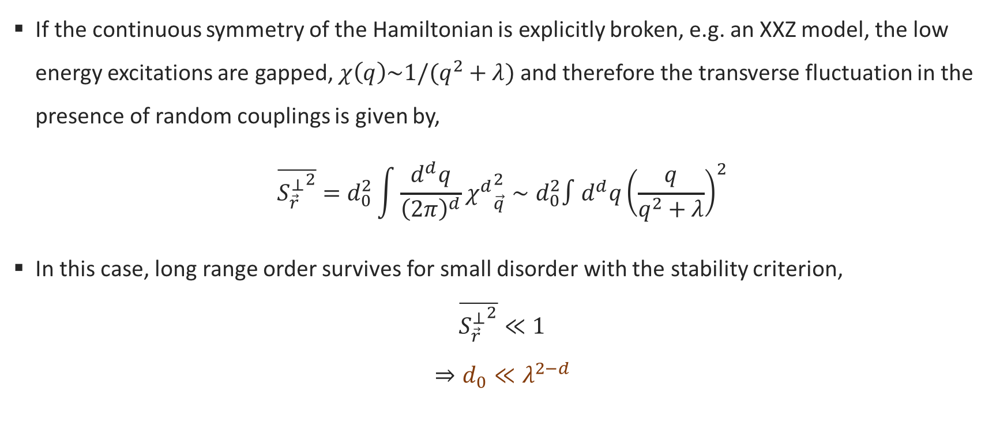 ▪ If the continuous symmetry of the Hamiltonian is explicitly broken, e.g. an XXZ model, the low
energy excitations are gapped, χ(q)~1/(q² + λ) and therefore the transverse fluctuation in the
presence of random couplings is given by,
$\overline{{S_{\vec{r}}^{\perp}}^2} = d_0^2 \int \frac{d^d q}{(2\pi)^d} {\chi^d}_{\vec{q}}^2 \sim d_0^2 \int d^d q \left(\frac{q}{q^2 + \lambda}\right)^2$
▪ In this case, long range order survives for small disorder with the stability criterion,
$\overline{{S_{\vec{r}}^{\perp}}^2} \ll 1$
$\Rightarrow d_0 \ll \lambda^{2-d}$